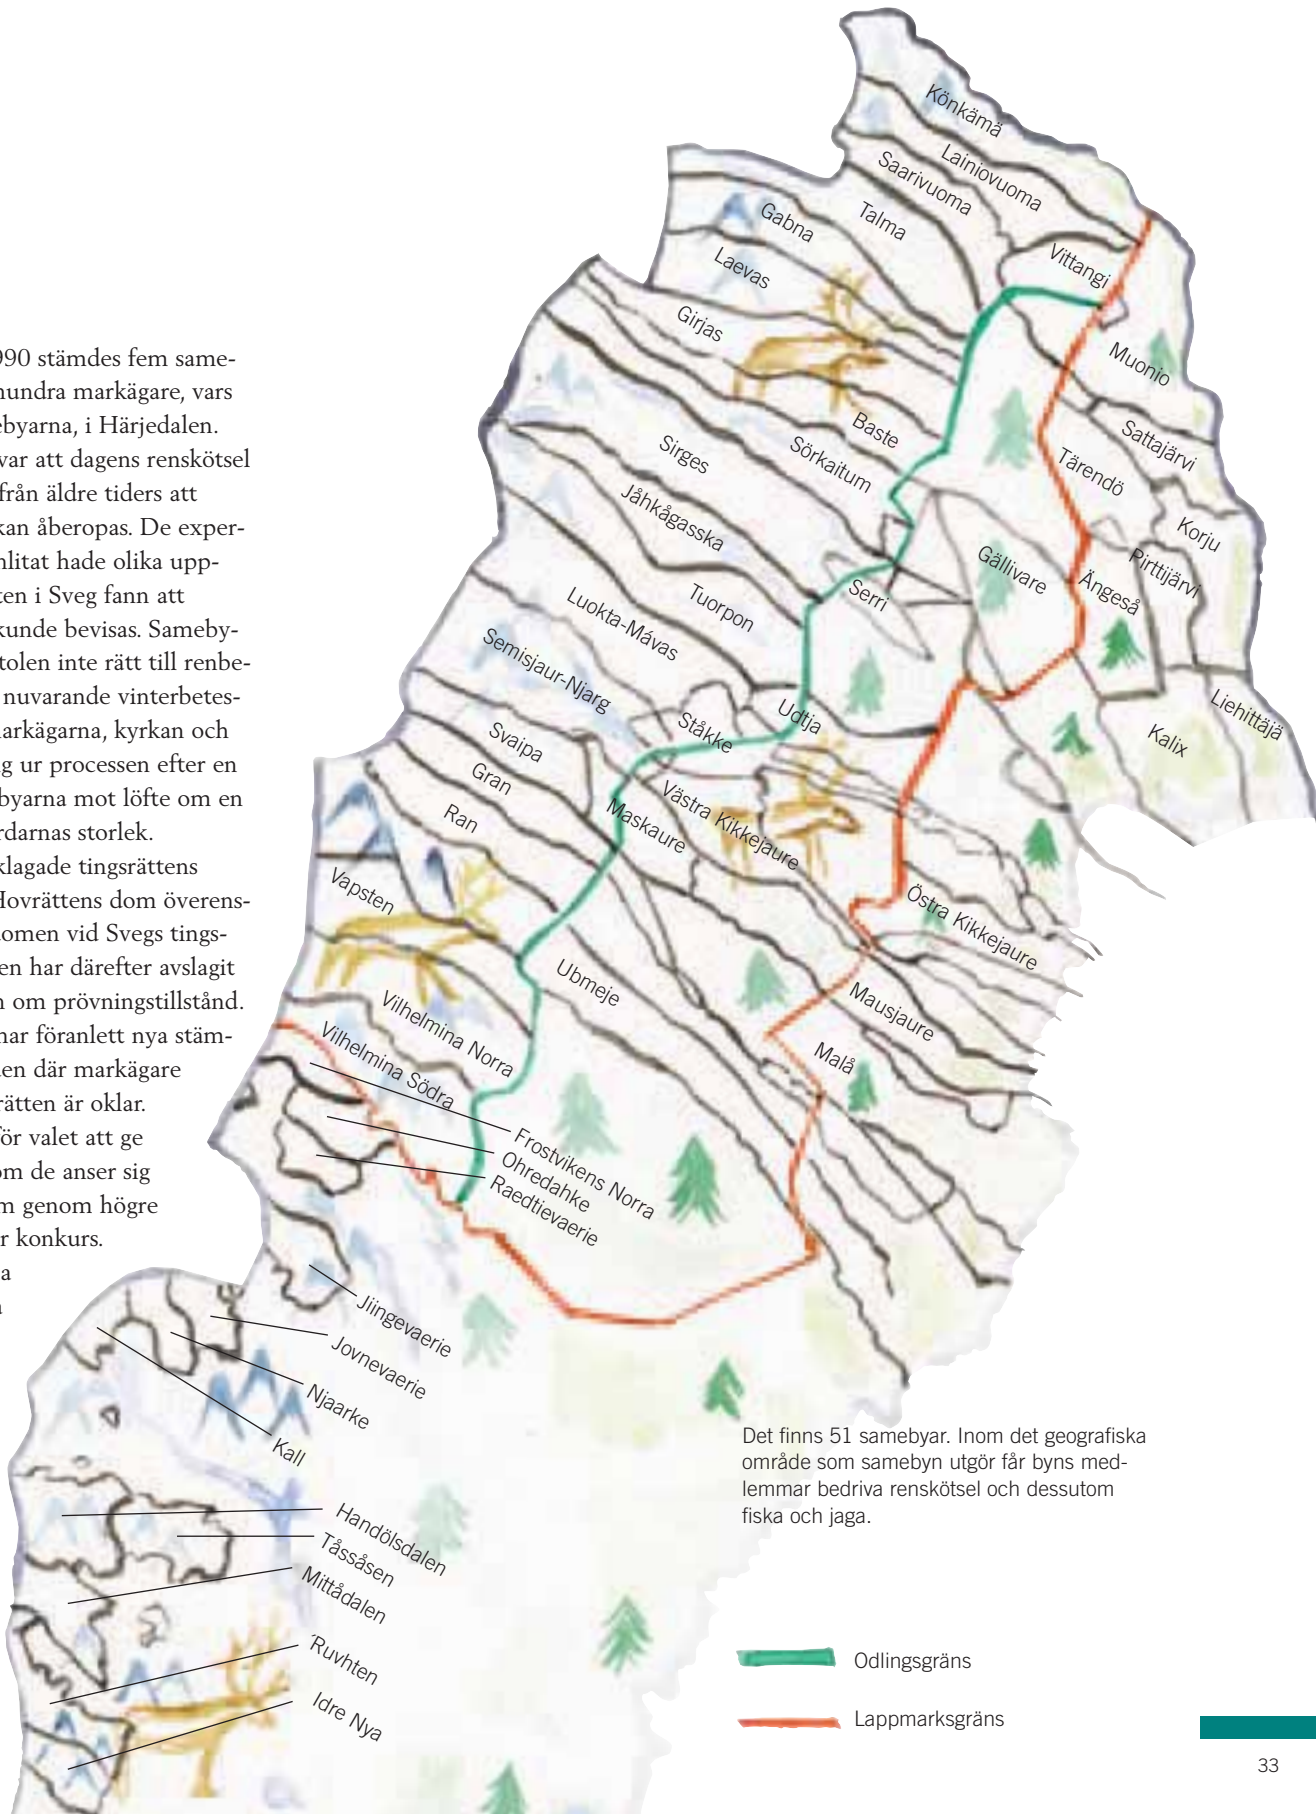 990 stämdes fem same-
hundra markägare, vars
ebyarna, i Härjedalen.
var att dagens renskötsel
från äldre tiders att
kan åberopas. De exper-
nlitat hade olika upp-
ten i Sveg fann att
kunde bevisas. Sameby-
tolen inte rätt till renbe-
nuvarande vinterbetes-
markägarna, kyrkan och
g ur processen efter en
byarna mot löfte om en
rdarnas storlek.
klagade tingsrättens
Hovrättens dom överens-
domen vid Svegs tings-
en har därefter avslagit
n om prövningstillstånd.
har föranlett nya stäm-
den där markägare
rätten är oklar.
för valet att ge
om de anser sig
m genom högre
r konkurs.
a
Könkämä
Lainiovuoma
Saarivuoma
Talma
Gabna
Laevas
Vittangi
Girjas
Muonio
Baste
Sattajärvi
Sörkaitum
Sirges
Tärendö
Jåhkågasska
Korju
Pirttijärvi
Gällivare
Ängeså
Serri
Tuorpon
Luokta-Mávas
Semisjaur-Njarg
Udtja
Liehittäjä
Ståkke
Kalix
Svaipa
Gran
Västra Kikkejaure
Ran
Maskaure
Vapsten
Östra Kikkejaure
Ubmeje
Mausjaure
Vilhelmina Norra
Malå
Vilhelmina Södra
Frostvikens Norra
Ohredahke
Raedtievaerie
Jiingevaerie
Jovnevaerie
Njaarke
Kall
Handölsdalen
Tåssåsen
Mittådalen
Ruvhten
Idre Nya
Det finns 51 samebyar. Inom det geografiska
område som samebyn utgör får byns med-
lemmar bedriva renskötsel och dessutom
fiska och jaga.
Odlingsgräns
Lappmarksgräns
33